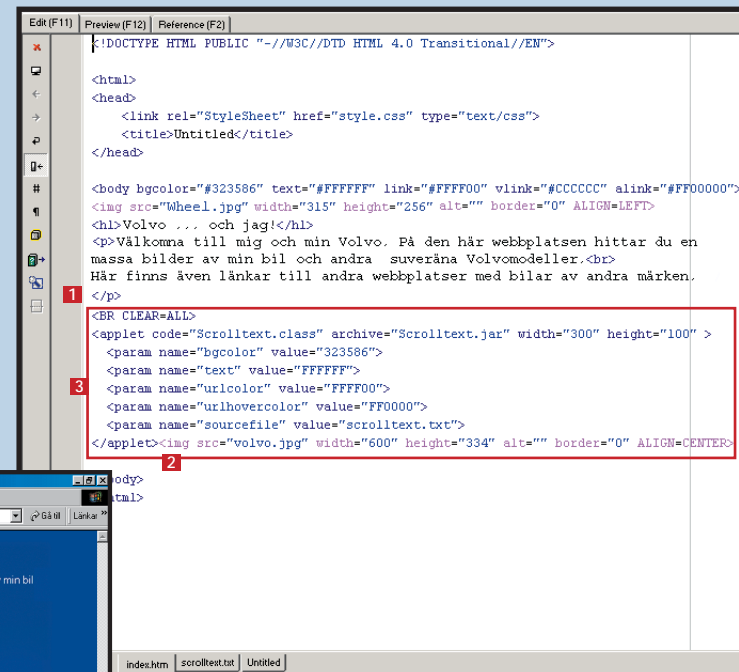 Edit (F11) Preview (F12) Reference (F2)
<!DOCTYPE HTML PUBLIC "-//W3C//DTD HTML 4.0 Transitional//EN">
<html>
<head>
<link rel="StyleSheet" href="style.css" type="text/css">
<title>Untitled</title>
</head>
<body bgcolor="#323586" text="#FFFFFF" link="#FFFF00" vlink="#CCCCCC" alink="#FF00000">
<img src="Wheel.jpg" width="315" height="256" alt="" border="0" ALIGN=LEFT>
<h1>Volvo ... och jag!</h1>
<p>Välkomna till mig och min Volvo. På den här webbplatsen hittar du en
massa bilder av min bil och andra  suveräna Volvomodeller.<br>
Här finns även länkar till andra webbplatser med bilar av andra märken.
1
</p>
<BR CLEAR=ALL>
<applet code="Scrolltext.class" archive="Scrolltext.jar" width="300" height="100" >
<param name="bgcolor" value="323586">
<param name="text" value="FFFFFF">
3
<param name="urlcolor" value="FFFF00">
<param name="urlhovercolor" value="FF0000">
<param name="sourcefile" value="scrolltext.txt">
</applet><img src="volvo.jpg" width="600" height="334" alt="" border="0" ALIGN=CENTER>
2
body>
html>
Gå till Länkar »
min bil
index.htm scrolltext.txt Untitled